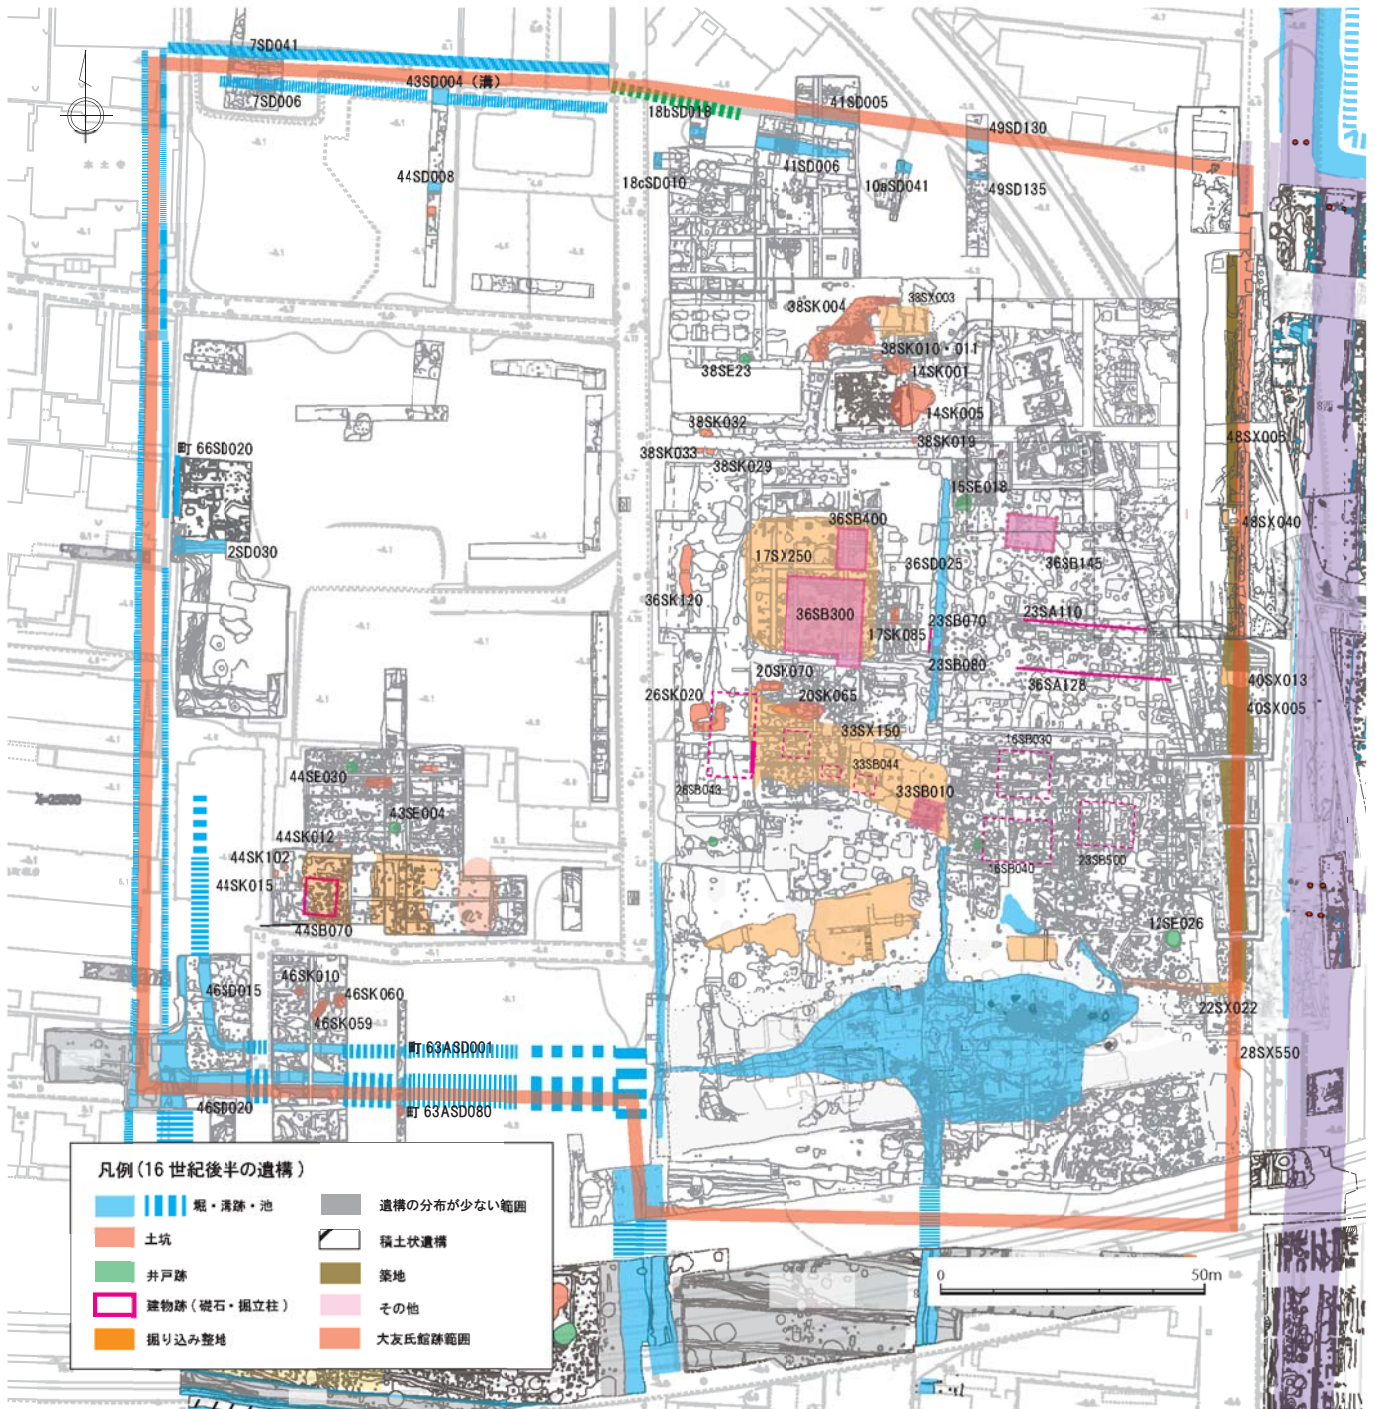 7SD041
43SD004（溝）
7SD006
18bSD018
41SD005
49SD130
44SD008
18cSD010
41SD006
10aSD041
49SD135
38SK004
38SX003
38SK010・011
38SE23
14SK001
14SK005
38SK032
38SK019
38SK033
38SK029
48SX003
町 66SD020
15SE018
36SB400
48SX040
2SD030
17SX250
36SD025
36SB145
36SK120
36SB300
23SA110
17SK085
23SB070
23SB080
20SK070
36SA128
40SX013
26SK020
20SK065
40SX005
33SX150
16SB030
44SE030
33SB044
26SB043
33SB010
43SE004
44SK012
44SK102
23SB500
16SB040
44SK015
44SB070
12SE026
46SK010
46SD015
46SK060
46SK059
22SX022
町 63ASD001
28SX550
46SD020
町 63ASD080
凡例(16 世紀後半の遺構)
堀・溝跡・池
遺構の分布が少ない範囲
土坑
積土状遺構
井戸跡
築地
建物跡（礎石・掘立柱）
その他
掘り込み整地
大友氏館跡範囲
0
50m